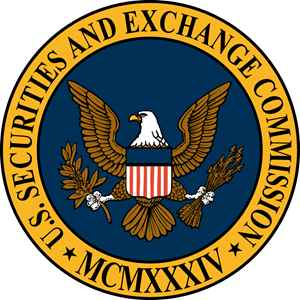 U.S. SECURITIES AND EXCHANGE COMMISSION
MCMXXXIV